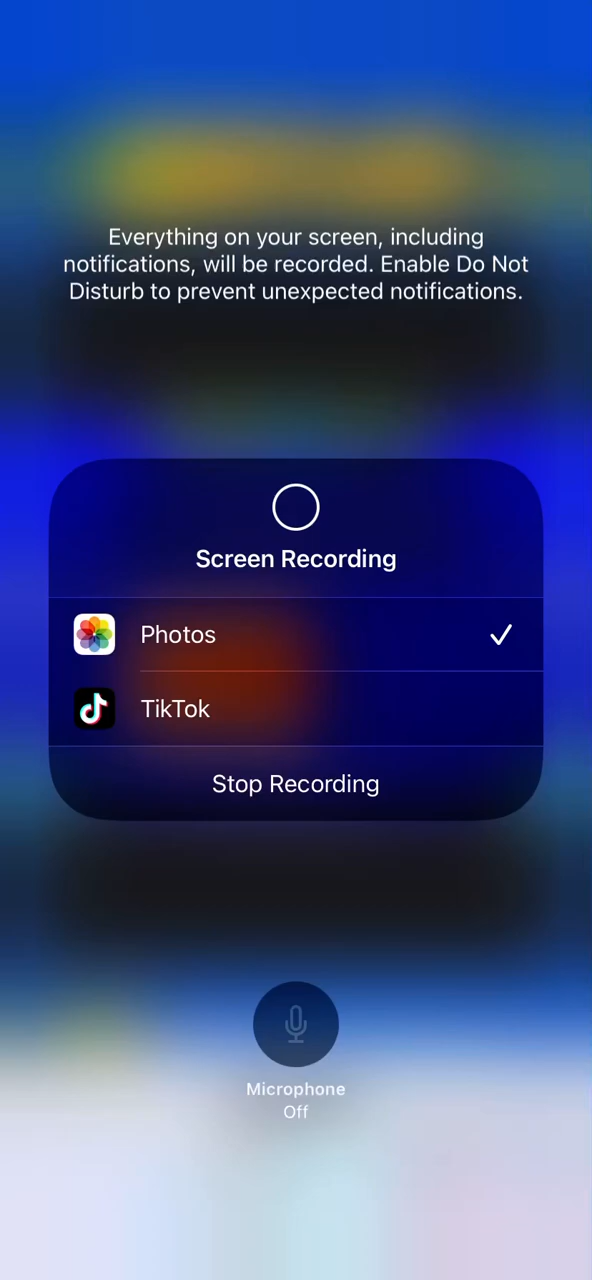 Everything on your screen, including
notifications, will be recorded. Enable Do Not
Disturb to prevent unexpected notifications.
Screen Recording
Photos
TikTok
Stop Recording
Microphone
Off